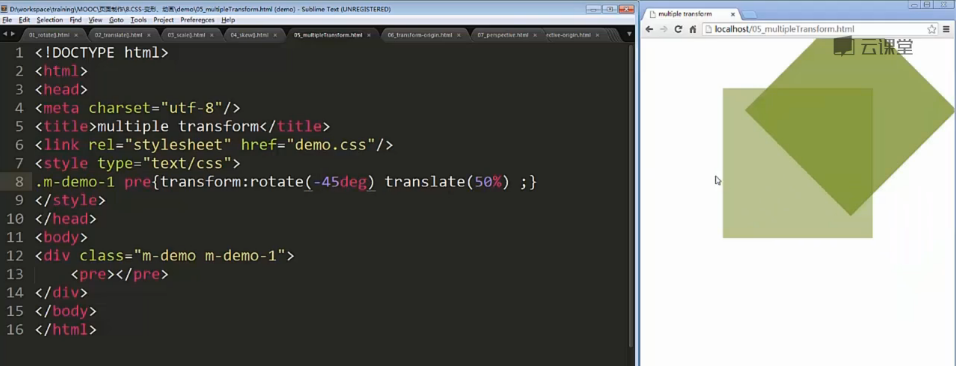 D:\workspace\training\MOOC\页面制作\8.CSS-变形、动画\demo\05_multipleTransform.html (demo) - Sublime Text (UNREGISTERED)
File Edit Selection Find View Goto Tools Project Preferences Help
01_rotate().html × 02_translate().html × 03_scale().html × 04_skew().html × 05_multipleTransform.html × 06_transform-origin.html × 07_perspective.html × ective-origin.html ×
1 <!DOCTYPE html>
2 <html>
3 <head>
4 <meta charset="utf-8"/>
5 <title>multiple transform</title>
6 <link rel="stylesheet" href="demo.css"/>
7 <style type="text/css">
8 .m-demo-1 pre{transform:rotate(-45deg) translate(50%) ;}
9 </style>
10 </head>
11 <body>
12 <div class="m-demo m-demo-1">
13 <pre></pre>
14 </div>
15 </body>
16 </html>
multiple transform ×
localhost/05_multipleTransform.html
云课堂